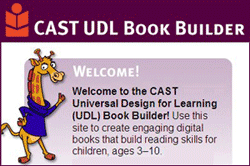 CAST UDL BOOK BUILDER
WELCOME!
Welcome to the CAST
Universal Design for Learning
(UDL) Book Builder! Use this
site to create engaging digital
books that build reading skills for
children, ages 3–10.